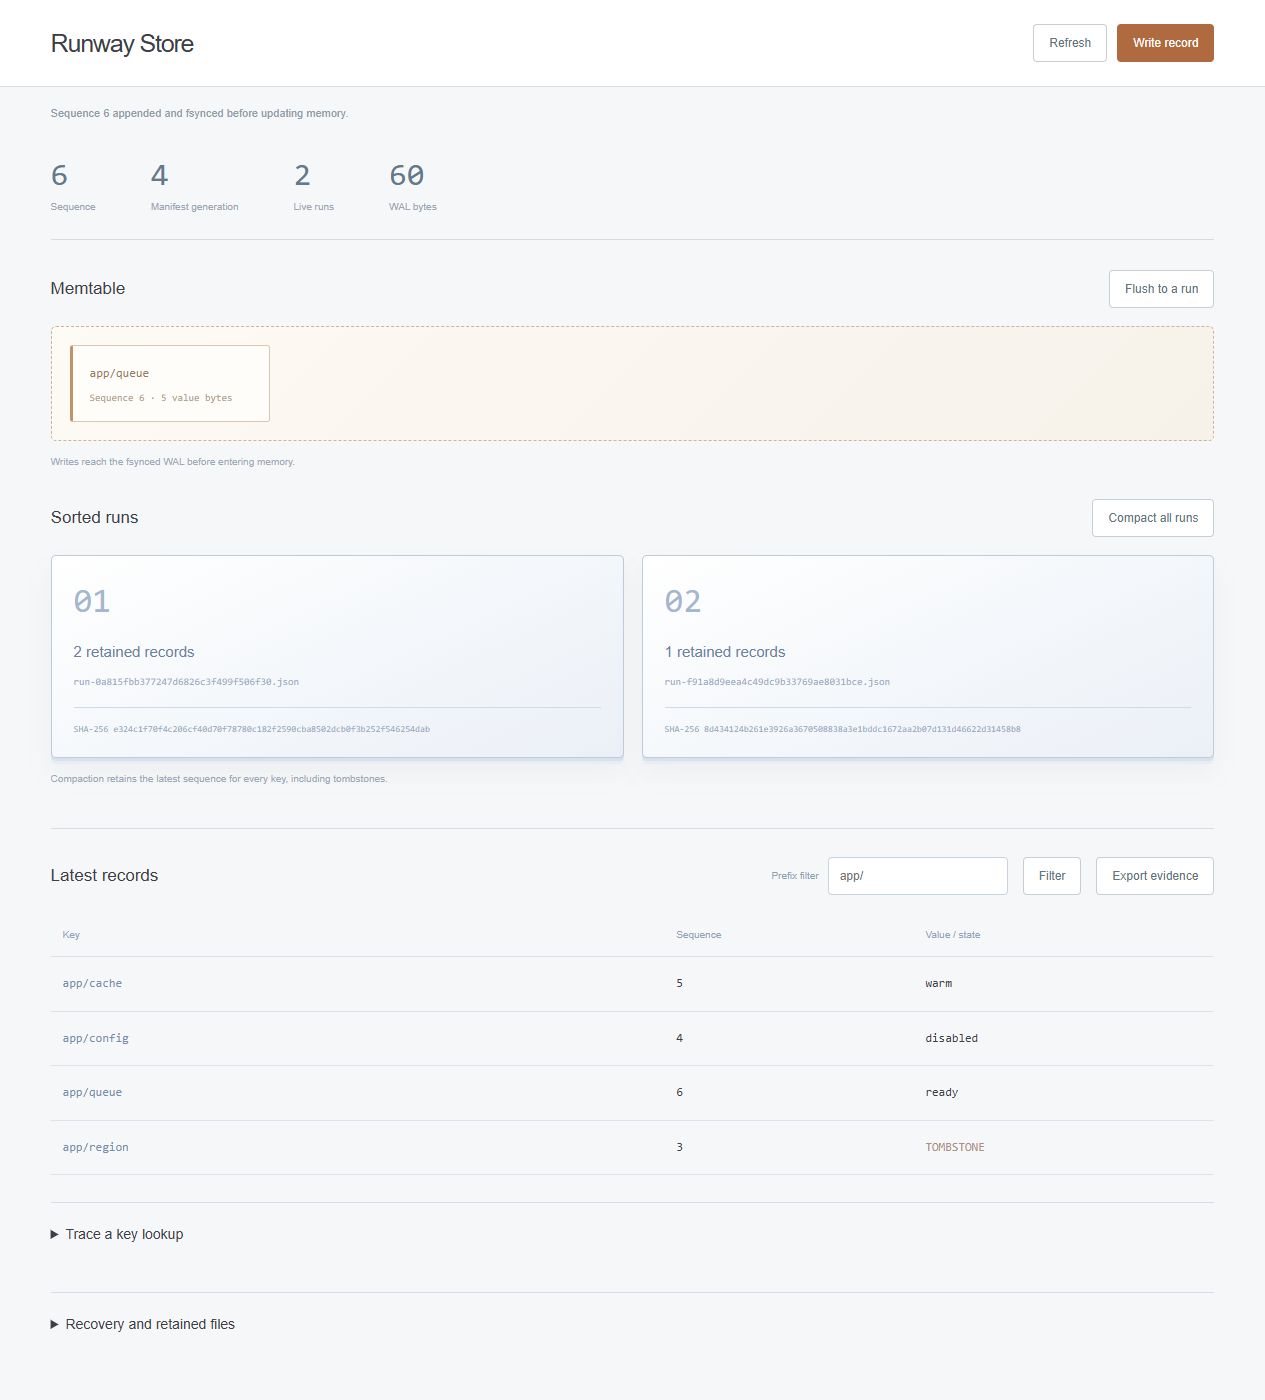 Runway Store
Refresh
Write record
Sequence 6 appended and fsynced before updating memory.
6
4
2
60
Sequence
Manifest generation
Live runs
WAL bytes
Memtable
Flush to a run
app/queue
Sequence 6 · 5 value bytes
Writes reach the fsynced WAL before entering memory.
Sorted runs
Compact all runs
01
2 retained records
run-0a815fbb377247d6826c3f499f506f30.json
SHA-256 e324c1f70f4c206cf40d70f78780c182f2590cba8502dcb0f3b252f546254dab
02
1 retained records
run-f91a8d9eea4c49dc9b33769ae8031bce.json
SHA-256 8d434124b261e3926a3670508838a3e1bddc1672aa2b07d131d46622d31458b8
Compaction retains the latest sequence for every key, including tombstones.
Latest records
Prefix filter
app/
Filter
Export evidence
Key Sequence Value / state
app/cache 5 warm
app/config 4 disabled
app/queue 6 ready
app/region 3 TOMBSTONE
Trace a key lookup
Recovery and retained files